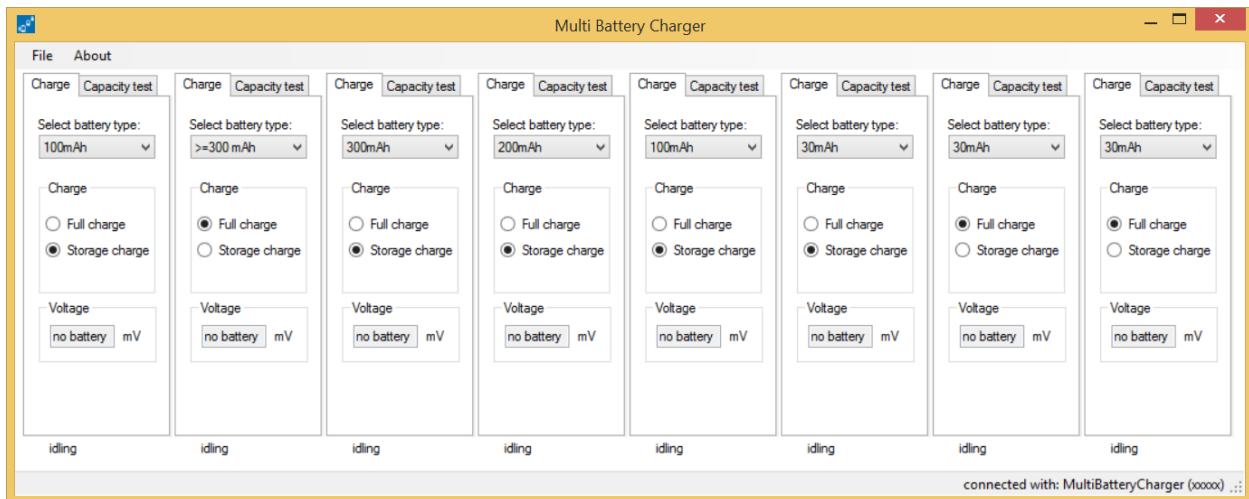 Multi Battery Charger
File About
Charge Capacity test Charge Capacity test Charge Capacity test Charge Capacity test Charge Capacity test Charge Capacity test Charge Capacity test Charge Capacity test
Select battery type: Select battery type: Select battery type: Select battery type: Select battery type: Select battery type: Select battery type: Select battery type:
100mAh >=300 mAh 300mAh 200mAh 100mAh 30mAh 30mAh 30mAh
Charge Charge Charge Charge Charge Charge Charge Charge
Full charge Full charge Full charge Full charge Full charge Full charge Full charge Full charge
Storage charge Storage charge Storage charge Storage charge Storage charge Storage charge Storage charge Storage charge
Voltage Voltage Voltage Voltage Voltage Voltage Voltage Voltage
no battery mV no battery mV no battery mV no battery mV no battery mV no battery mV no battery mV no battery mV
idling idling idling idling idling idling idling idling
connected with: MultiBatteryCharger (xxxxx)